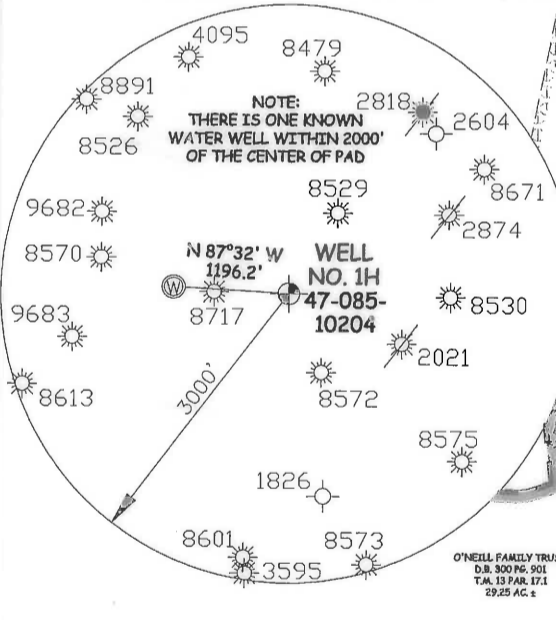 4095
8479
8891
8526
NOTE:
THERE IS ONE KNOWN
WATER WELL WITHIN 2000'
OF THE CENTER OF PAD
2818
2604
8671
8529
2874
9682
8570
N 87°32' W
1196.2'
WELL
NO. 1H
47-085-
10204
W
8717
8530
9683
2021
8613
3000'
8572
8575
1826
8601
8573
3595
O'NEILL FAMILY TRU
D.B. 300 PG. 901
T.M. 13 PAR. 17.1
29.25 AC. ±